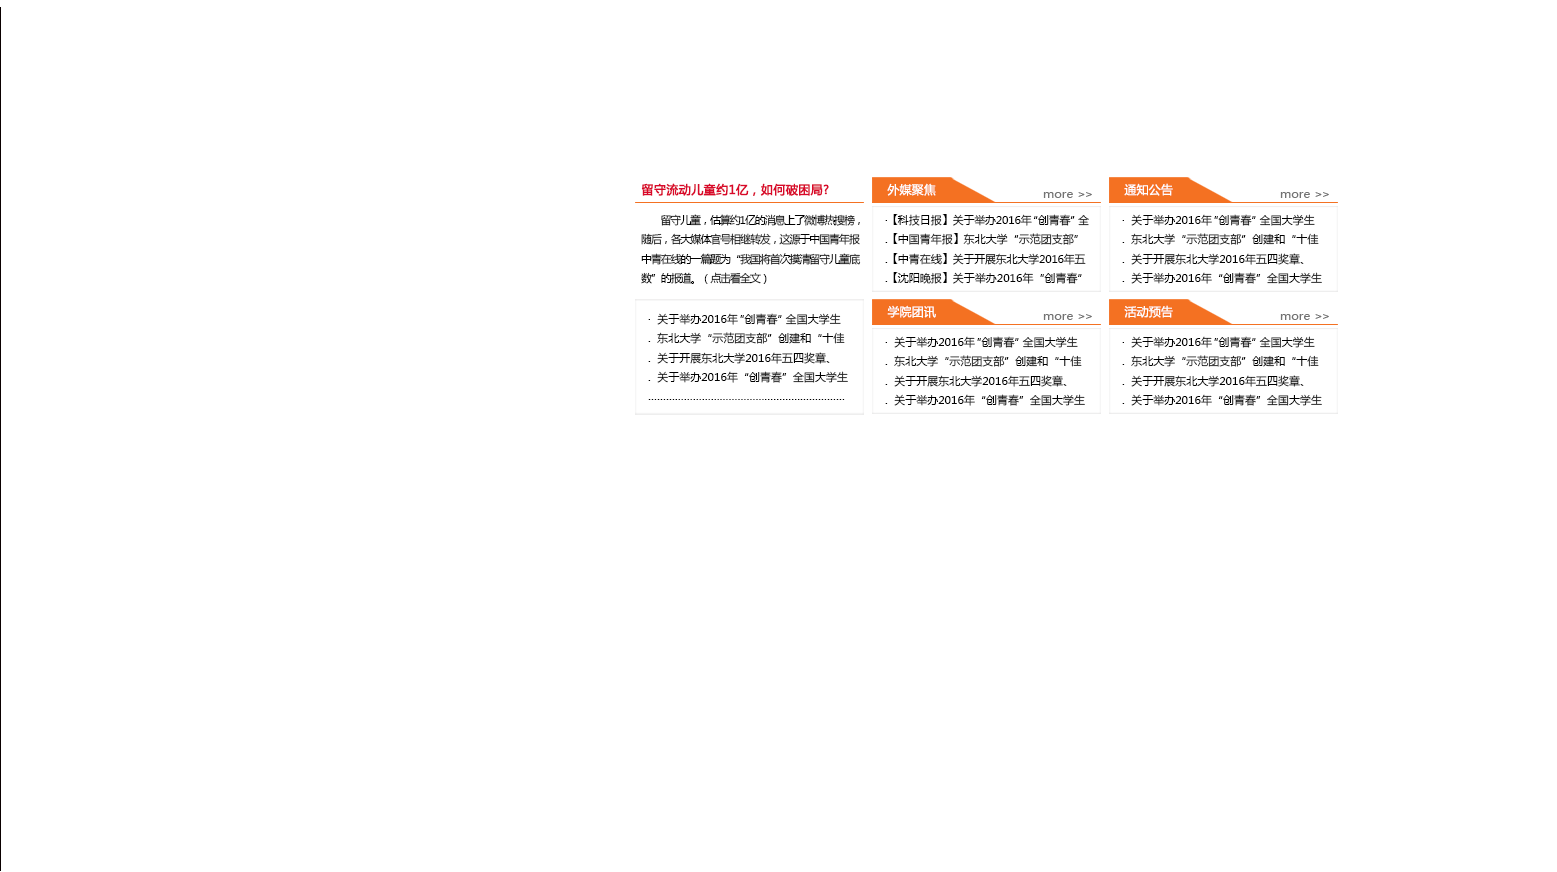 留守流动儿童约1亿，如何破困局?
留守儿童，估算约1亿的消息上了微博热搜榜，
随后，各大媒体官号相继转发，这源于中国青年报
中青在线的一篇题为“我国将首次摸清留守儿童底
数”的报道。（点击看全文）
· 关于举办2016年“创青春”全国大学生
. 东北大学“示范团支部”创建和“十佳
. 关于开展东北大学2016年五四奖章、
. 关于举办2016年“创青春”全国大学生
外媒聚焦 more >>
·【科技日报】关于举办2016年“创青春”全
.【中国青年报】东北大学“示范团支部”
.【中青在线】关于开展东北大学2016年五
.【沈阳晚报】关于举办2016年“创青春”
学院团讯 more >>
· 关于举办2016年“创青春”全国大学生
. 东北大学“示范团支部”创建和“十佳
. 关于开展东北大学2016年五四奖章、
. 关于举办2016年“创青春”全国大学生
通知公告 more >>
· 关于举办2016年“创青春”全国大学生
. 东北大学“示范团支部”创建和“十佳
. 关于开展东北大学2016年五四奖章、
. 关于举办2016年“创青春”全国大学生
活动预告 more >>
· 关于举办2016年“创青春”全国大学生
. 东北大学“示范团支部”创建和“十佳
. 关于开展东北大学2016年五四奖章、
. 关于举办2016年“创青春”全国大学生